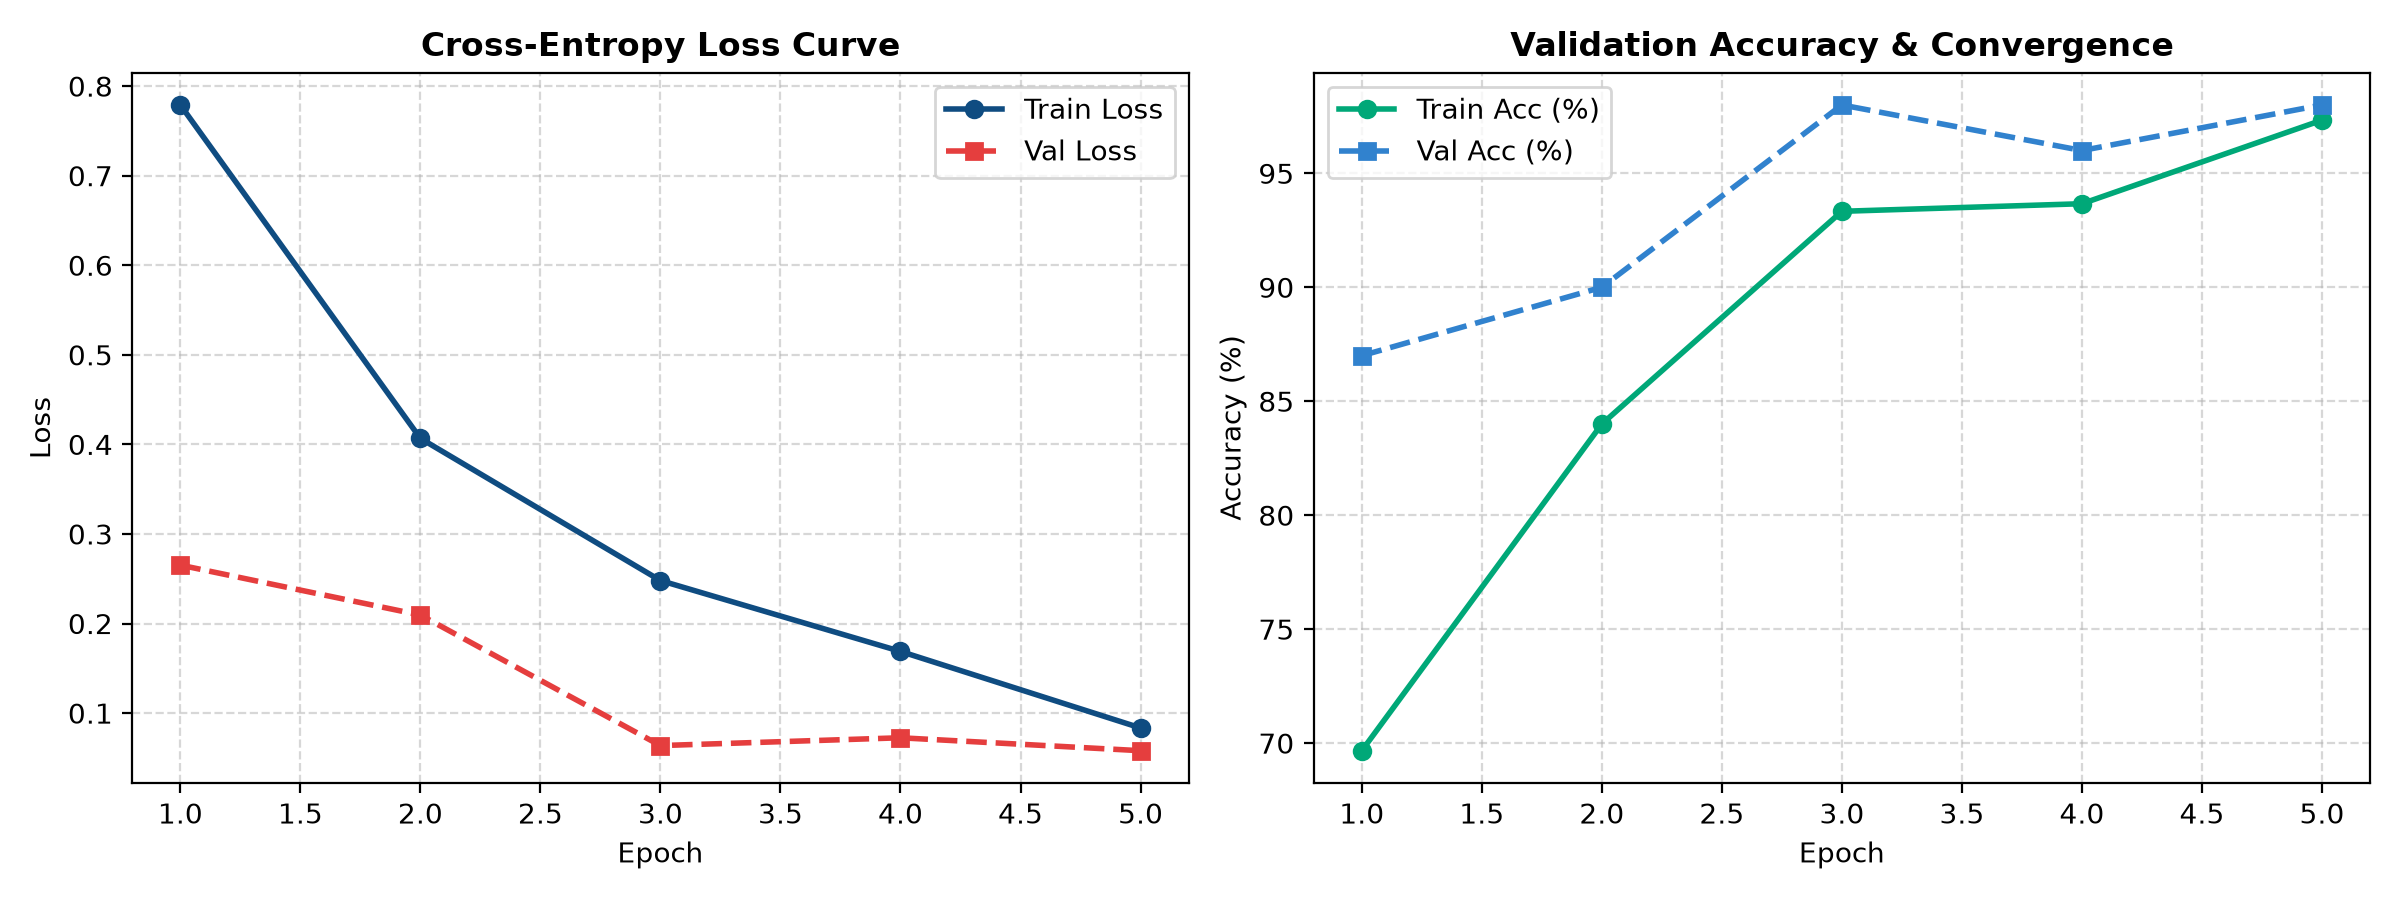 Cross-Entropy Loss Curve
Train Loss
Val Loss
0.8
0.7
0.6
0.5
0.4
0.3
0.2
0.1
Loss
1.0 1.5 2.0 2.5 3.0 3.5 4.0 4.5 5.0
Epoch
Validation Accuracy & Convergence
Train Acc (%)
Val Acc (%)
95
90
85
80
75
70
Accuracy (%)
1.0 1.5 2.0 2.5 3.0 3.5 4.0 4.5 5.0
Epoch